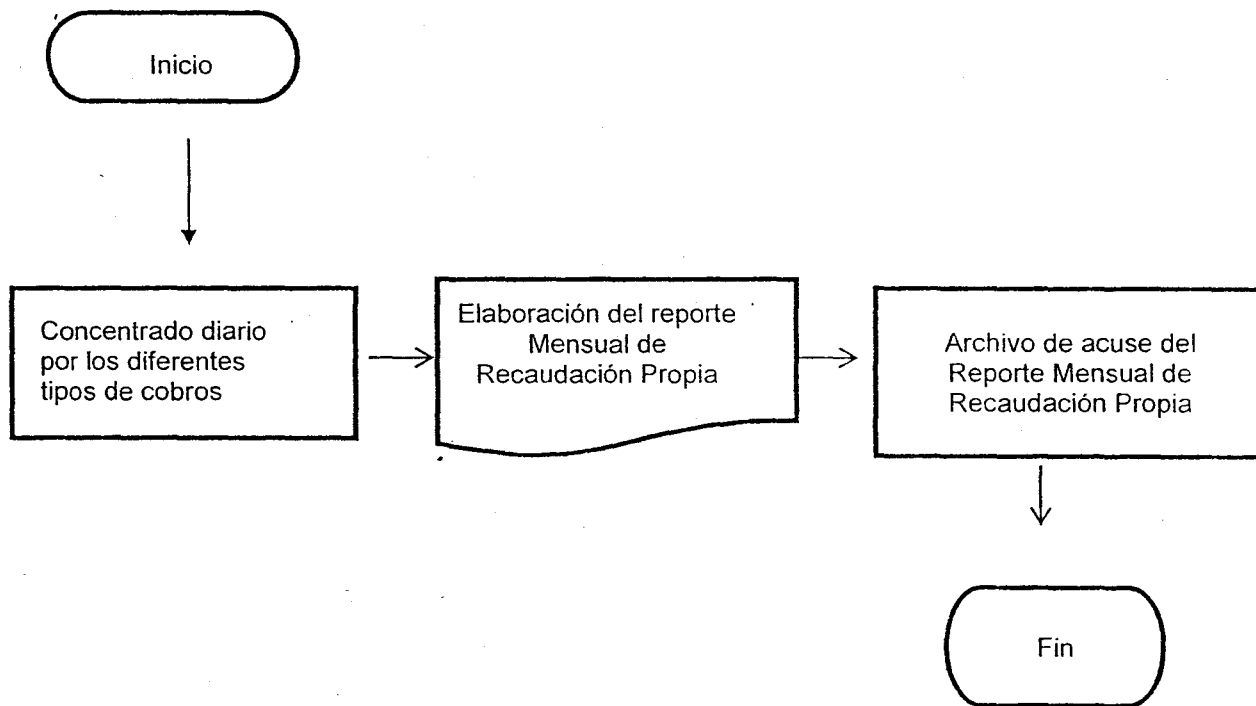 Inicio
Concentrado diario
por los diferentes
tipos de cobros
Elaboración del reporte
Mensual de
Recaudación Propia
Archivo de acuse del
Reporte Mensual de
Recaudación Propia
Fin